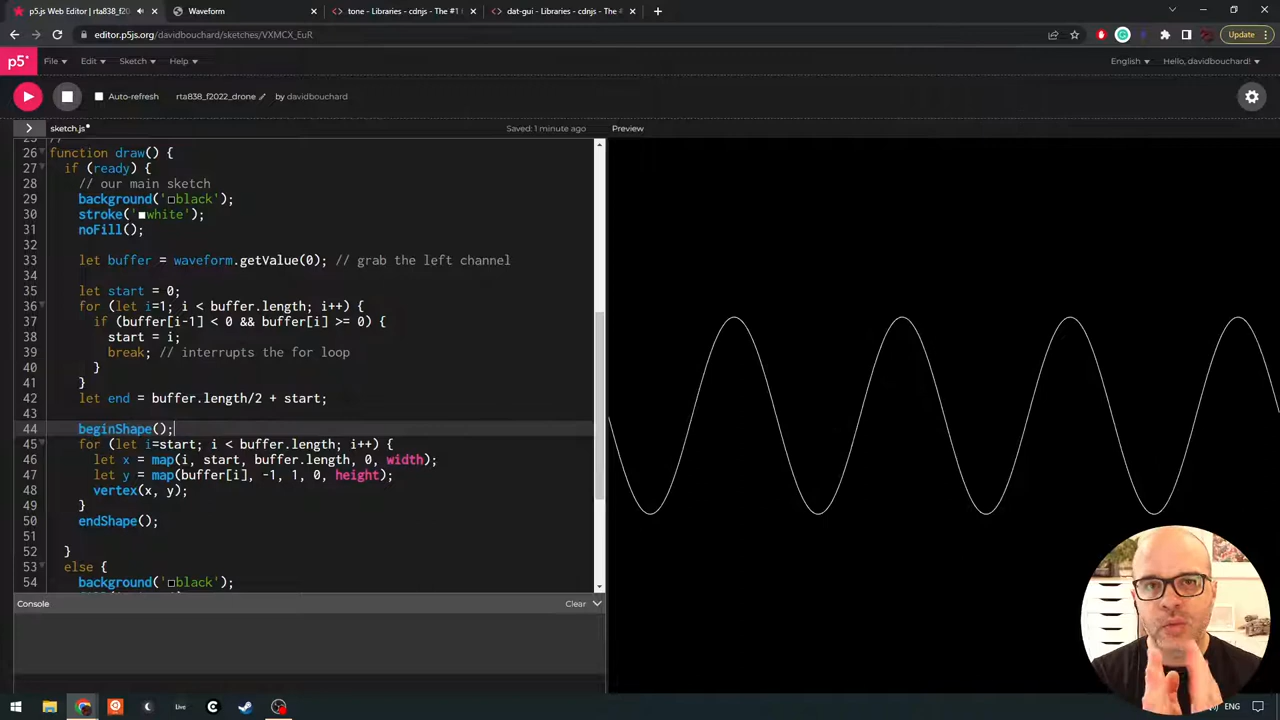 p5.js Web Editor | rta838_f2022
Waveform
tone - Libraries - cdnjs - The #1
dat-gui - Libraries - cdnjs - The #
editor.p5js.org/davidbouchard/sketches/VXMCX_EuR
Update
p5*
File
Edit
Sketch
Help
English
Hello, davidbouchard!
Auto-refresh
rta838_f2022_drone
by davidbouchard
sketch.js*
Saved: 1 minute ago
Preview
25 //
26 function draw() {
27 if (ready) {
28 // our main sketch
29 background('black');
30 stroke('white');
31 noFill();
32
33 let buffer = waveform.getValue(0); // grab the left channel
34
35 let start = 0;
36 for (let i=1; i < buffer.length; i++) {
37 if (buffer[i-1] < 0 && buffer[i] >= 0) {
38 start = i;
39 break; // interrupts the for loop
40 }
41 }
42 let end = buffer.length/2 + start;
43
44 beginShape();
45 for (let i=start; i < buffer.length; i++) {
46 let x = map(i, start, buffer.length, 0, width);
47 let y = map(buffer[i], -1, 1, 0, height);
48 vertex(x, y);
49 }
50 endShape();
51
52 }
53 else {
54 background('black');
Console
Clear
Live
ENG